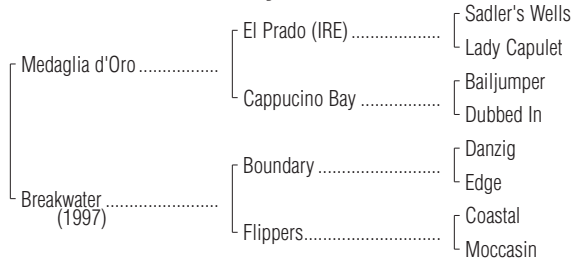 Sadler's Wells
El Prado (IRE) ...................
Lady Capulet
Medaglia d'Oro .................
Bailjumper
Cappucino Bay .................
Dubbed In
Danzig
Boundary ..........................
Edge
Breakwater ........................
(1997)
Coastal
Flippers.............................
Moccasin